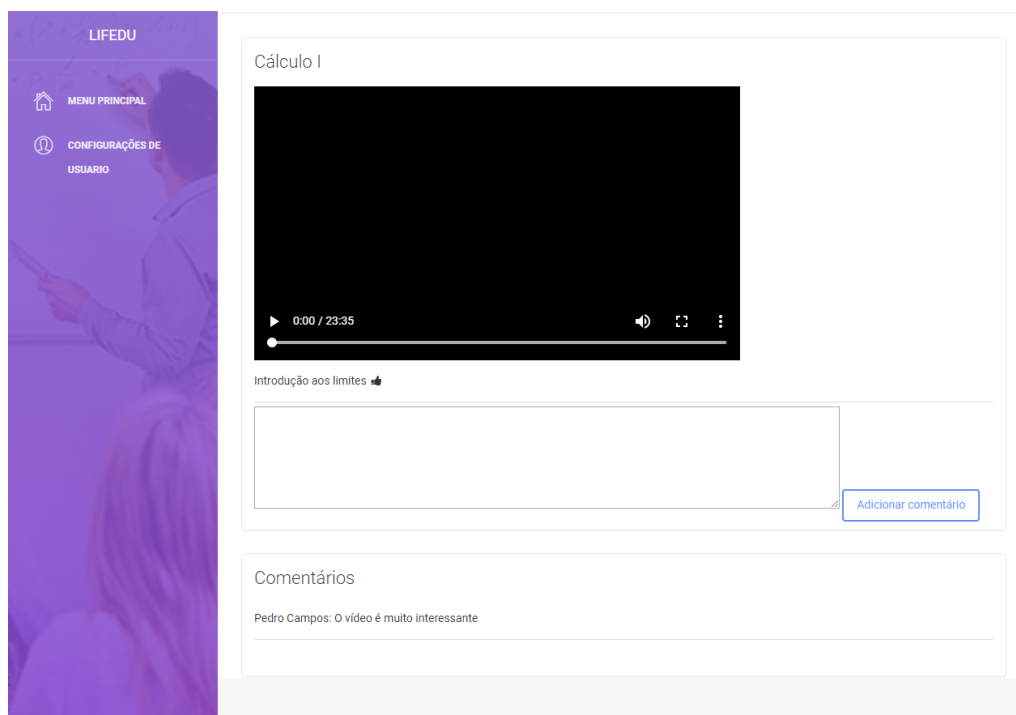 LIFEDU
MENU PRINCIPAL
CONFIGURAÇÕES DE
USUARIO
Cálculo I
0:00 / 23:35
Introdução aos limites
Adicionar comentário
Comentários
Pedro Campos: O vídeo é muito interessante